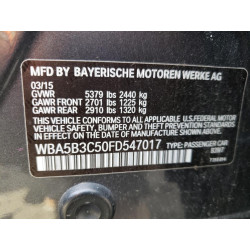 MFD BY BAYERISCHE MOTOREN WERKE AG
03/15
GVWR 5379 lbs 2440 kg
GAWR FRONT 2701 lbs 1225 kg
GAWR REAR 2910 lbs 1320 kg
THIS VEHICLE CONFORMS TO ALL APPLICABLE U.S. FEDERAL MOTOR
VEHICLE SAFETY, BUMPER, AND THEFT PREVENTION STANDARDS
IN EFFECT ON THE DATE OF MANUFACTURE SHOWN ABOVE.
WBA5B3C50FD547017 TYPE: PASSENGER CAR